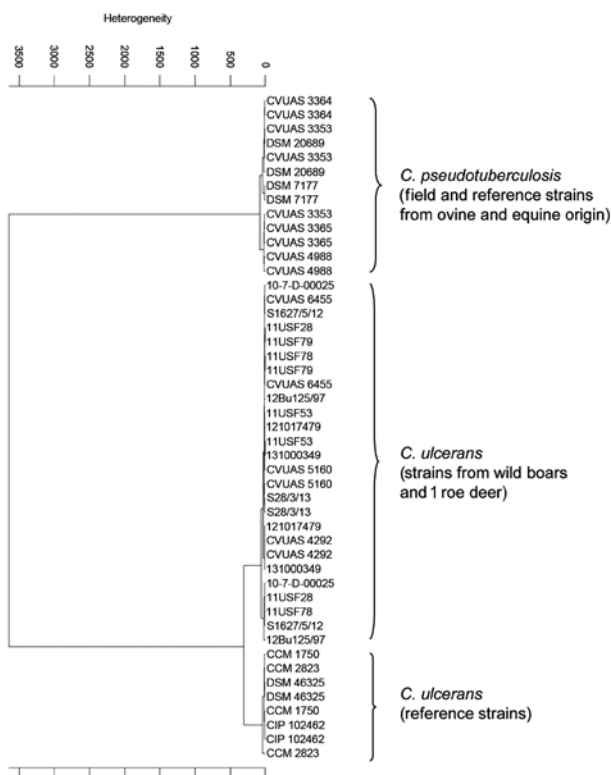 Heterogeneity
3500
3000
2500
2000
1500
1000
500
0
CVUAS 3364
CVUAS 3364
CVUAS 3353
DSM 20689
CVUAS 3353
DSM 20689
DSM 7177
DSM 7177
CVUAS 3353
CVUAS 3365
CVUAS 3365
CVUAS 4988
CVUAS 4988
C. pseudotuberculosis
(field and reference strains
from ovine and equine origin)
10-7-D-00025
CVUAS 6455
S1627/5/12
11USF28
11USF79
11USF78
11USF79
CVUAS 6455
12Bu125/97
11USF53
121017479
11USF53
131000349
CVUAS 5160
CVUAS 5160
S28/3/13
S28/3/13
121017479
CVUAS 4292
CVUAS 4292
131000349
10-7-D-00025
11USF28
11USF78
S1627/5/12
12Bu125/97
C. ulcerans
(strains from wild boars
and 1 roe deer)
CCM 1750
CCM 2823
DSM 46325
DSM 46325
CCM 1750
CIP 102462
CIP 102462
CCM 2823
C. ulcerans
(reference strains)